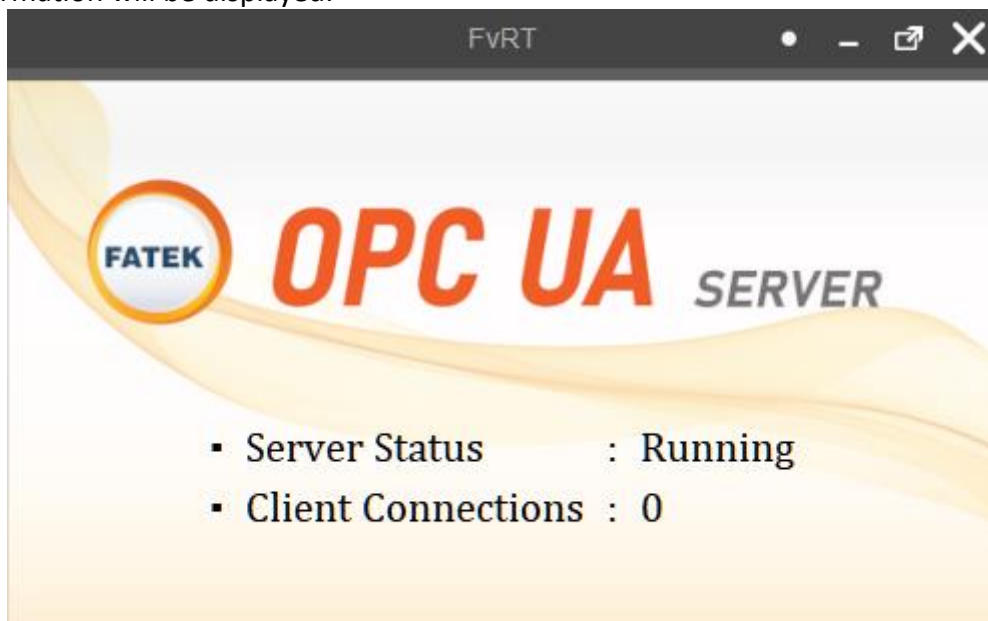 FvRT
FATEK OPC UA SERVER
▪ Server Status : Running
▪ Client Connections : 0